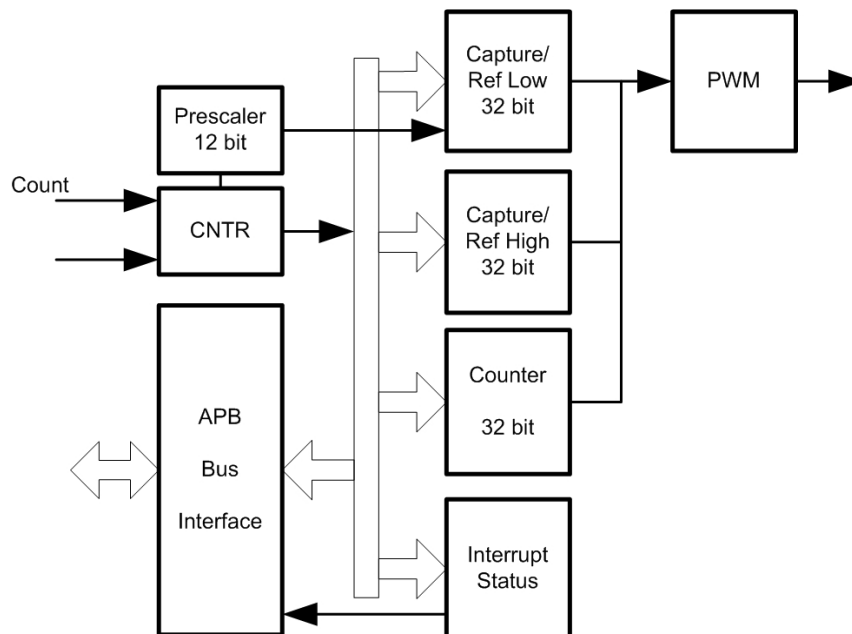 Capture/
Ref Low
32 bit
PWM
Prescaler
12 bit
Count
CNTR
Capture/
Ref High
32 bit
Counter
32 bit
APB
Bus
Interface
Interrupt
Status